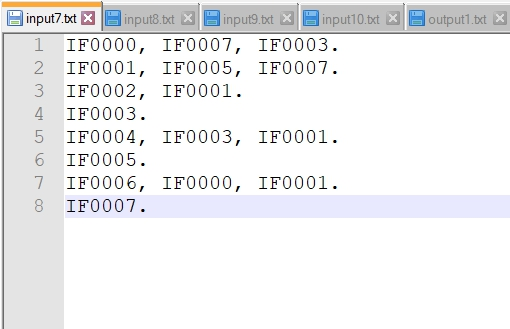 input7.txt input8.txt input9.txt input10.txt output1.txt
1 IF0000, IF0007, IF0003.
2 IF0001, IF0005, IF0007.
3 IF0002, IF0001.
4 IF0003.
5 IF0004, IF0003, IF0001.
6 IF0005.
7 IF0006, IF0000, IF0001.
8 IF0007.